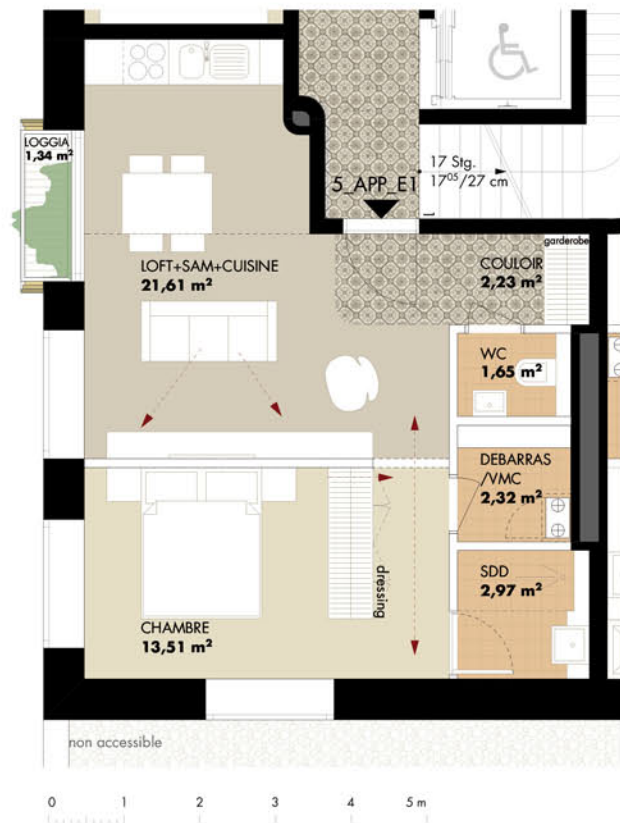 LOGGIA
1,34 m²
17 Stg.
17⁰⁵/27 cm
5_APP_E1
garderobe
LOFT+SAM+CUISINE
21,61 m²
COULOIR
2,23 m²
WC
1,65 m²
DEBARRAS
/VMC
2,32 m²
dressing
SDD
2,97 m²
CHAMBRE
13,51 m²
non accessible
0 1 2 3 4 5 m